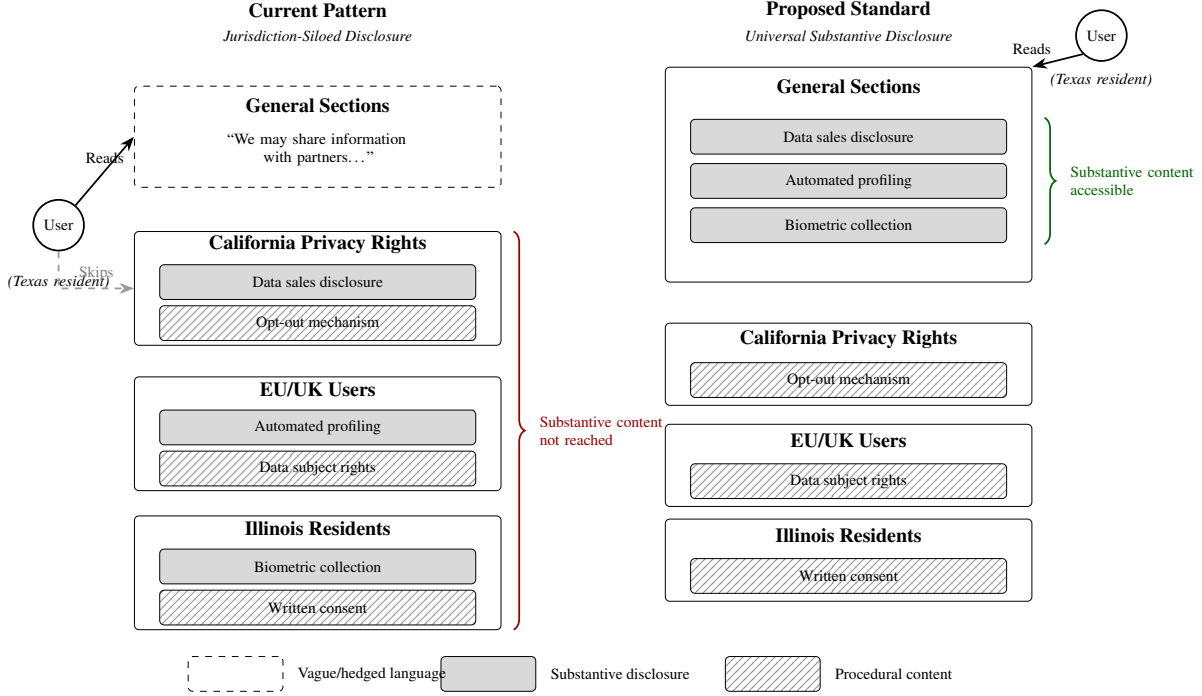 Current Pattern
Jurisdiction-Siloed Disclosure
General Sections
“We may share information
with partners…”
Reads
User
(Texas resident)
Skips
California Privacy Rights
Data sales disclosure
Opt-out mechanism
EU/UK Users
Automated profiling
Data subject rights
Illinois Residents
Biometric collection
Written consent
Substantive content
not reached
Proposed Standard
Universal Substantive Disclosure
User
Reads
(Texas resident)
General Sections
Data sales disclosure
Automated profiling
Biometric collection
Substantive content
accessible
California Privacy Rights
Opt-out mechanism
EU/UK Users
Data subject rights
Illinois Residents
Written consent
Vague/hedged language
Substantive disclosure
Procedural content